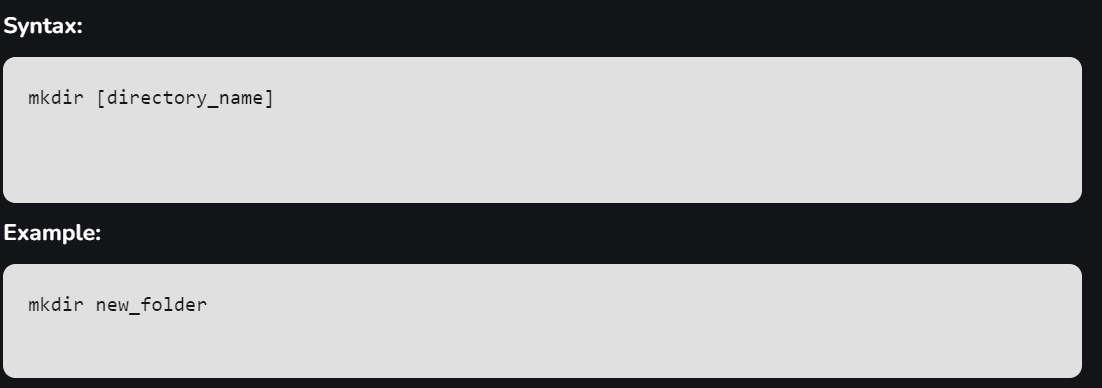 Syntax:
mkdir [directory_name]
Example:
mkdir new_folder